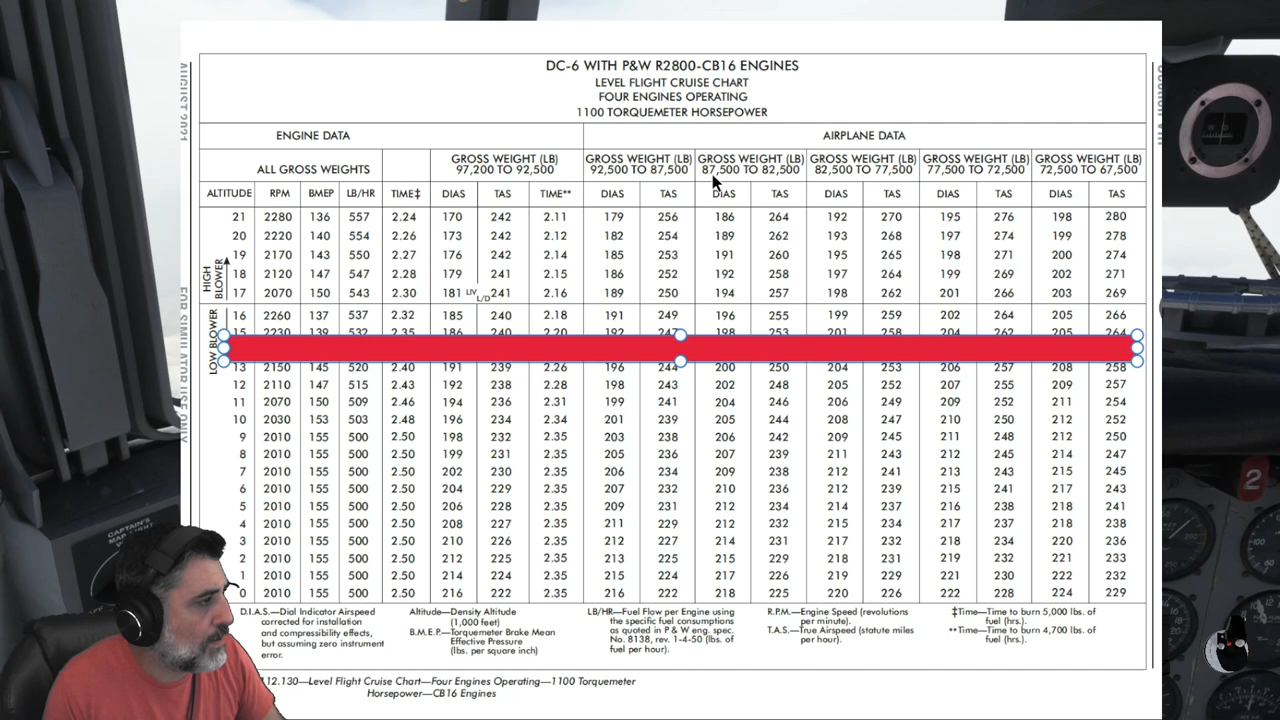 DC-6 WITH P&W R2800-CB16 ENGINES
LEVEL FLIGHT CRUISE CHART
FOUR ENGINES OPERATING
1100 TORQUEMETER HORSEPOWER
ENGINE DATA AIRPLANE DATA
ALL GROSS WEIGHTS GROSS WEIGHT (LB) 97,200 TO 92,500 GROSS WEIGHT (LB) 92,500 TO 87,500 GROSS WEIGHT (LB) 87,500 TO 82,500 GROSS WEIGHT (LB) 82,500 TO 77,500 GROSS WEIGHT (LB) 77,500 TO 72,500 GROSS WEIGHT (LB) 72,500 TO 67,500
ALTITUDE RPM BMEP LB/HR TIME‡ DIAS TAS TIME** DIAS TAS DIAS TAS DIAS TAS DIAS TAS DIAS TAS
21 2280 136 557 2.24 170 242 2.11 179 256 186 264 192 270 195 276 198 280
20 2220 140 554 2.26 173 242 2.12 182 254 189 262 193 268 197 274 199 278
19 2170 143 550 2.27 176 242 2.14 185 253 191 260 195 265 198 271 200 274
18 2120 147 547 2.28 179 241 2.15 186 252 192 258 197 264 199 269 202 271
17 2070 150 543 2.30 181 LIV L/D 241 2.16 189 250 194 257 198 262 201 266 203 269
HIGH BLOWER
16 2260 137 537 2.32 185 240 2.18 191 249 196 255 199 259 202 264 205 266
15 2230 139 532 2.35 186 240 2.20 192 247 198 253 201 258 204 262 205 264
LOW BLOWER
13 2150 145 520 2.40 191 239 2.26 196 244 200 250 204 253 206 257 208 258
12 2110 147 515 2.43 192 238 2.28 198 243 202 248 205 252 207 255 209 257
11 2070 150 509 2.46 194 236 2.31 199 241 204 246 206 249 209 252 211 254
10 2030 153 503 2.48 196 234 2.34 201 239 205 244 208 247 210 250 212 252
9 2010 155 500 2.50 198 232 2.35 203 238 206 242 209 245 211 248 212 250
8 2010 155 500 2.50 199 231 2.35 205 236 207 239 211 243 212 245 214 247
7 2010 155 500 2.50 202 230 2.35 206 234 209 238 212 241 213 243 215 245
6 2010 155 500 2.50 204 229 2.35 207 232 210 236 212 239 215 241 217 243
5 2010 155 500 2.50 206 228 2.35 209 231 212 234 214 237 216 238 218 241
4 2010 155 500 2.50 208 227 2.35 211 229 212 232 215 234 217 237 218 238
3 2010 155 500 2.50 210 226 2.35 212 227 214 231 217 232 218 234 220 236
2 2010 155 500 2.50 212 225 2.35 213 225 215 229 218 231 219 232 221 233
1 2010 155 500 2.50 214 224 2.35 215 224 217 226 219 229 221 230 222 232
0 2010 155 500 2.50 216 222 2.35 216 222 218 225 220 226 222 228 224 229
D.I.A.S.—Dial Indicator Airspeed
corrected for installation
and compressibility effects,
but assuming zero instrument
error.
Altitude—Density Altitude
(1,000 feet)
B.M.E.P.—Torquemeter Brake Mean
Effective Pressure
(lbs. per square inch)
LB/HR—Fuel Flow per Engine using
the specific fuel consumptions
as quoted in P & W eng. spec.
No. 8138, rev. 1-4-50 (lbs. of
fuel per hour).
R.P.M.—Engine Speed (revolutions
per minute).
T.A.S.—True Airspeed (statute miles
per hour).
‡Time—Time to burn 5,000 lbs. of
fuel (hrs.).
**Time—Time to burn 4,700 lbs. of
fuel (hrs.).
12.130—Level Flight Cruise Chart—Four Engines Operating—1100 Torquemeter
Horsepower—CB16 Engines
CAPTAIN'S
2